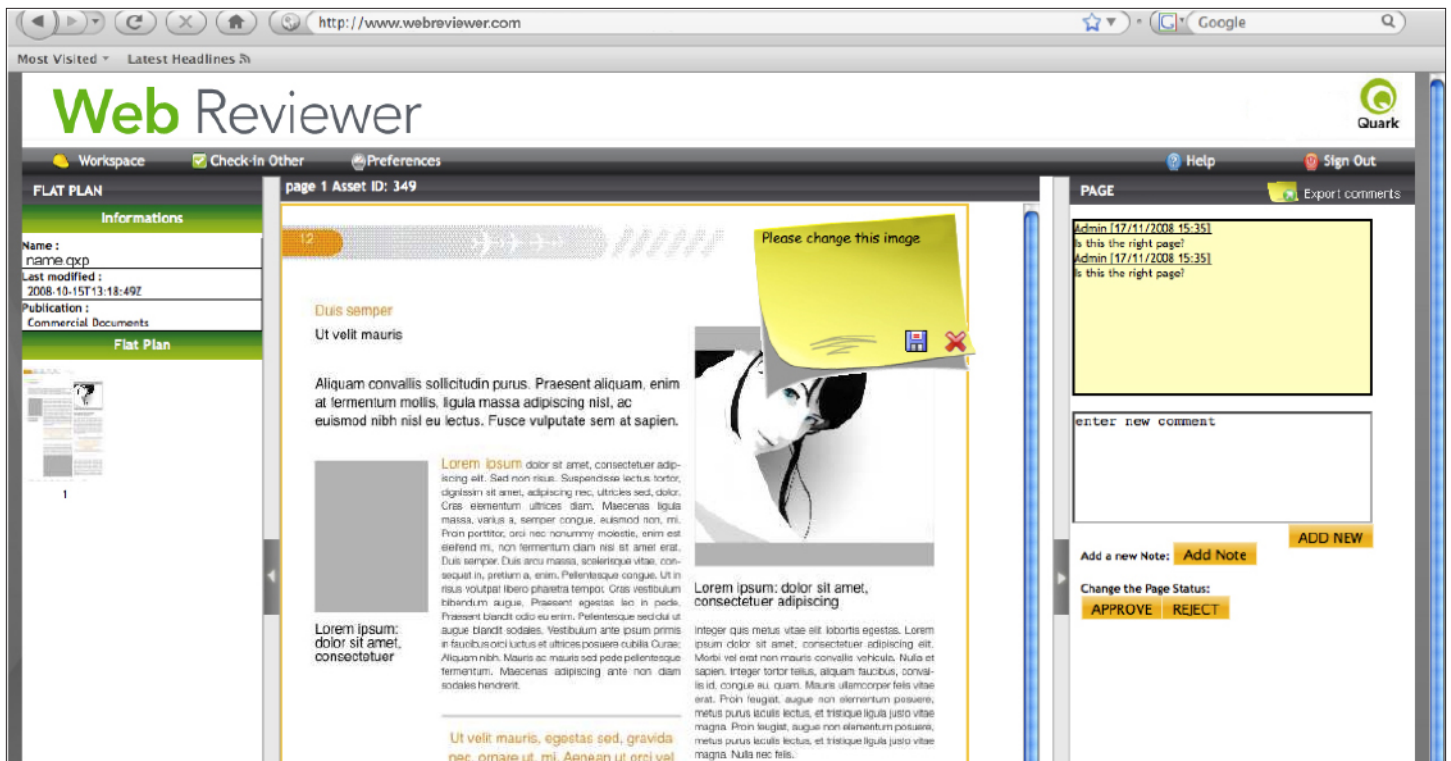 http://www.webreviewer.com
Google
Most Visited
Latest Headlines
Web Reviewer
Quark
Workspace
Check-in Other
Preferences
Help
Sign Out
FLAT PLAN
page 1 Asset ID: 349
PAGE
Export comments
Informations
Name :
name.qxp
Last modified :
2008-10-15T13:18:49Z
Publication :
Commercial Documents
Flat Plan
1
12
Please change this image
Duis semper
Ut velit mauris
Aliquam convallis sollicitudin purus. Praesent aliquam, enim
at fermentum mollis, ligula massa adipiscing nisl, ac
euismod nibh nisl eu lectus. Fusce vulputate sem at sapien.
Lorem ipsum:
dolor sit amet,
consectetuer
Lorem ipsum dolor sit amet, consectetuer adip-
iscing elit. Sed non risus. Suspendisse lectus tortor,
dignissim sit amet, adipiscing nec, ultricies sed, dolor.
Cras elementum ultrices diam. Maecenas ligula
massa, varius a, semper congue, euismod non, mi.
Proin porttitor, orci nec nonummy molestie, enim est
eleifend mi, non fermentum diam nisl sit amet erat.
Duis semper. Duis arcu massa, scelerisque vitae, con-
sequat in, pretium a, enim. Pellentesque congue. Ut in
risus volutpat libero pharetra tempor. Cras vestibulum
bibendum augue. Praesent egestas leo in pede.
Praesent blandit odio eu enim. Pellentesque sed dui ut
augue blandit sodales. Vestibulum ante ipsum primis
in faucibus orci luctus et ultrices posuere cubilia Curae;
Aliquam nibh. Mauris ac mauris sed pede pellentesque
fermentum. Maecenas adipiscing ante non diam
sodales hendrerit.
Ut velit mauris, egestas sed, gravida
nec, ornare ut, mi. Aenean ut orci vel
Lorem ipsum: dolor sit amet,
consectetuer adipiscing
Integer quis metus vitae elit lobortis egestas. Lorem
ipsum dolor sit amet, consectetuer adipiscing elit.
Morbi vel erat non mauris convallis vehicula. Nulla et
sapien. Integer tortor tellus, aliquam faucibus, conval-
lis id, congue eu, quam. Mauris ullamcorper felis vitae
erat. Proin feugiat, augue non elementum posuere,
metus purus iaculis lectus, et tristique ligula justo vitae
magna. Proin feugiat, augue non elementum posuere,
metus purus iaculis lectus, et tristique ligula justo vitae
magna. Nulla nec felis.
Admin [17/11/2008 15:35]
Is this the right page?
Admin [17/11/2008 15:35]
Is this the right page?
enter new comment
ADD NEW
Add a new Note: Add Note
Change the Page Status:
APPROVE REJECT